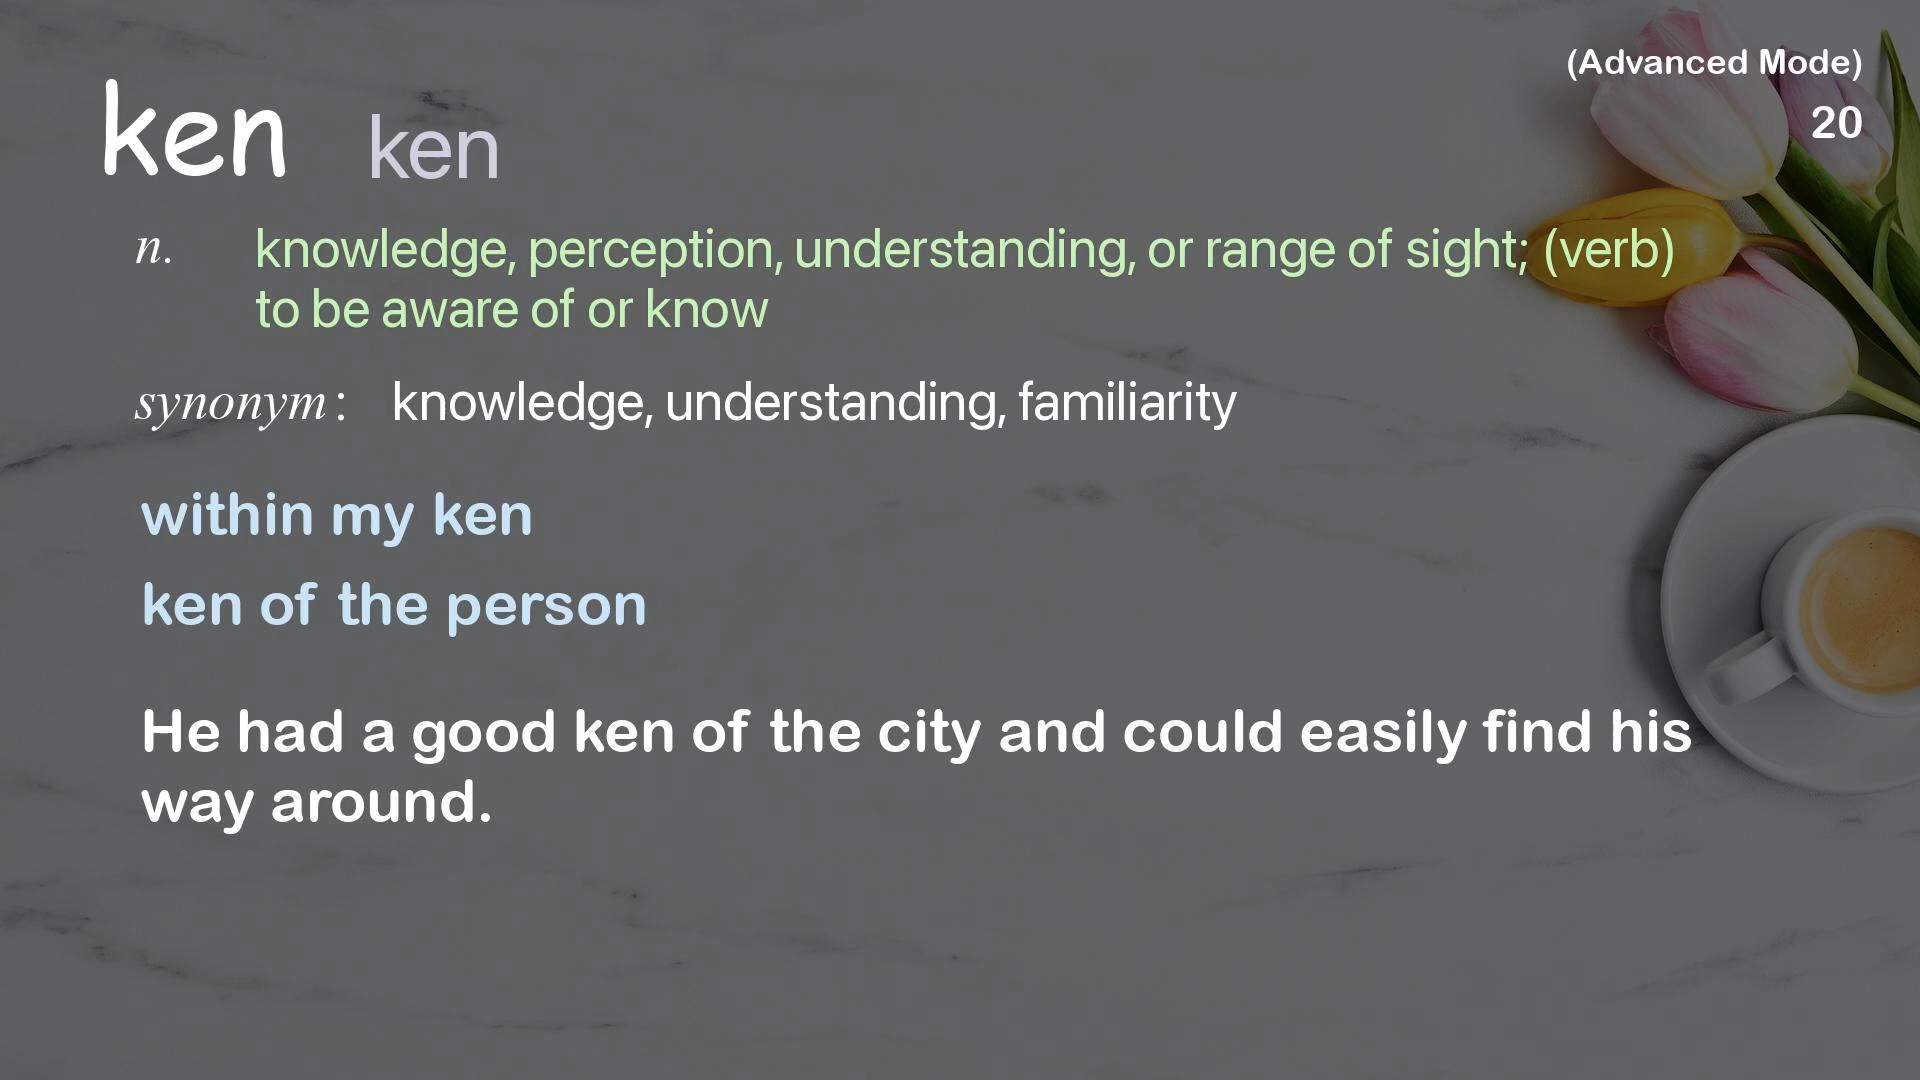 (Advanced Mode)
20
ken ken
n. knowledge, perception, understanding, or range of sight; (verb)
to be aware of or know
synonym : knowledge, understanding, familiarity
within my ken
ken of the person
He had a good ken of the city and could easily find his
way around.